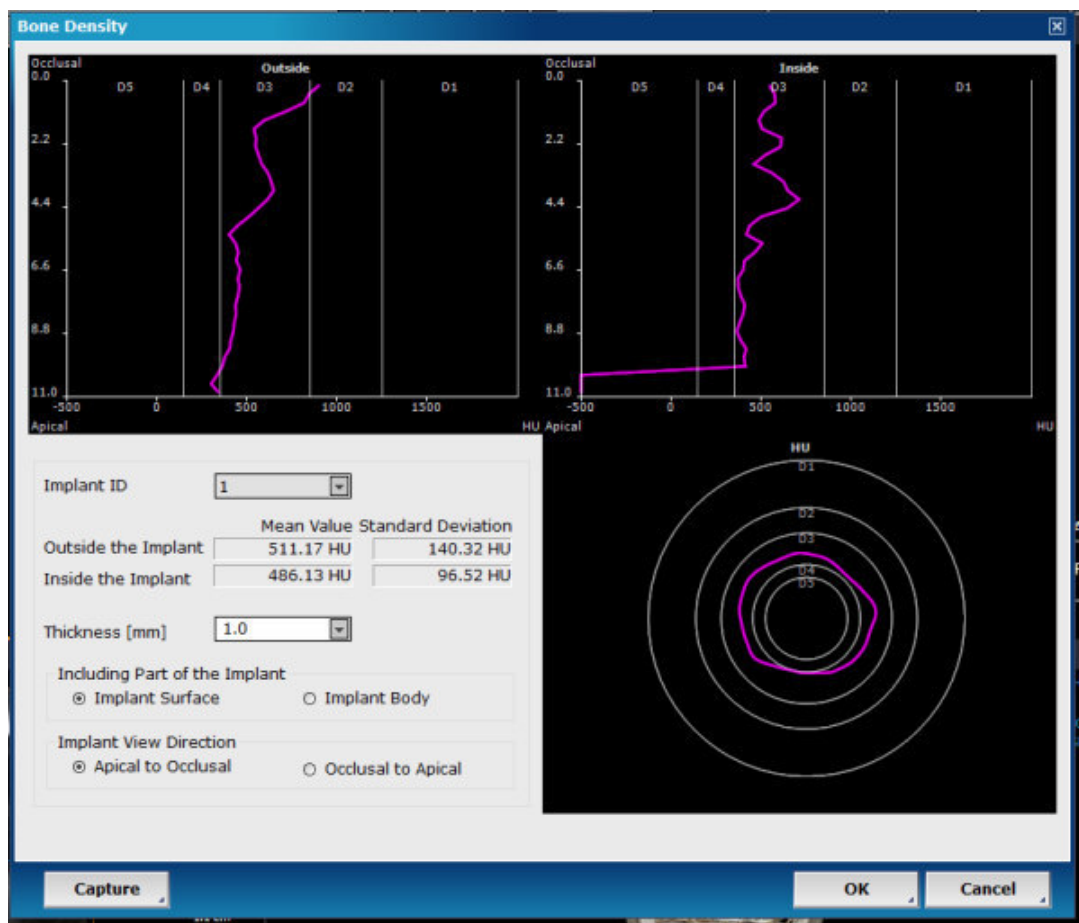 Bone Density
Occlusal
0.0
Outside
D5 D4 D3 D2 D1
2.2
4.4
6.6
8.8
11.0
-500 0 500 1000 1500
Apical HU
Occlusal
0.0
Inside
D5 D4 D3 D2 D1
2.2
4.4
6.6
8.8
11.0
-500 0 500 1000 1500
Apical HU
Implant ID 1
Mean Value Standard Deviation
Outside the Implant 511.17 HU 140.32 HU
Inside the Implant 486.13 HU 96.52 HU
Thickness [mm] 1.0
Including Part of the Implant
Implant Surface Implant Body
Implant View Direction
Apical to Occlusal Occlusal to Apical
HU
D1
D2
D3
D4
D5
Capture OK Cancel